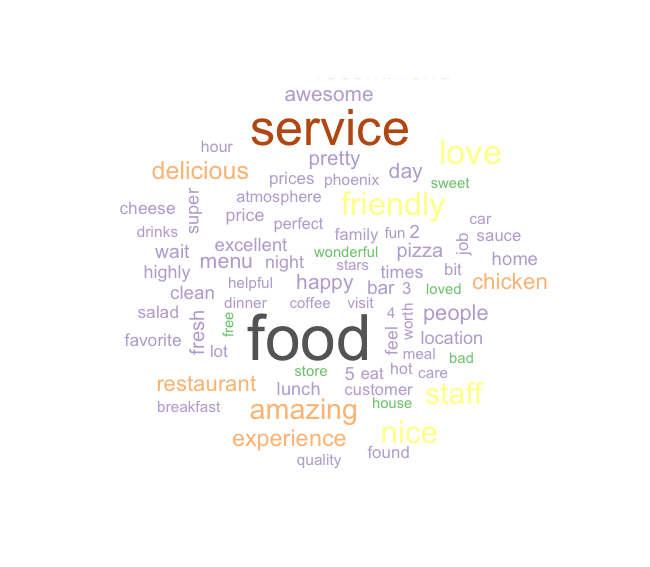 awesome
service
hour
pretty
love
delicious
prices
phoenix
day
sweet
super
atmosphere
friendly
cheese
price
perfect
car
drinks
family
fun
2
job
sauce
wait
excellent
wonderful
pizza
home
menu
night
stars
times
bit
highly
helpful
happy
bar
3
loved
chicken
clean
dinner
coffee
visit
salad
fresh
free
food
4
worth
people
favorite
lot
feel
location
meal
bad
store
5
eat
hot
care
restaurant
lunch
customer
staff
breakfast
amazing
house
experience
nice
quality
found